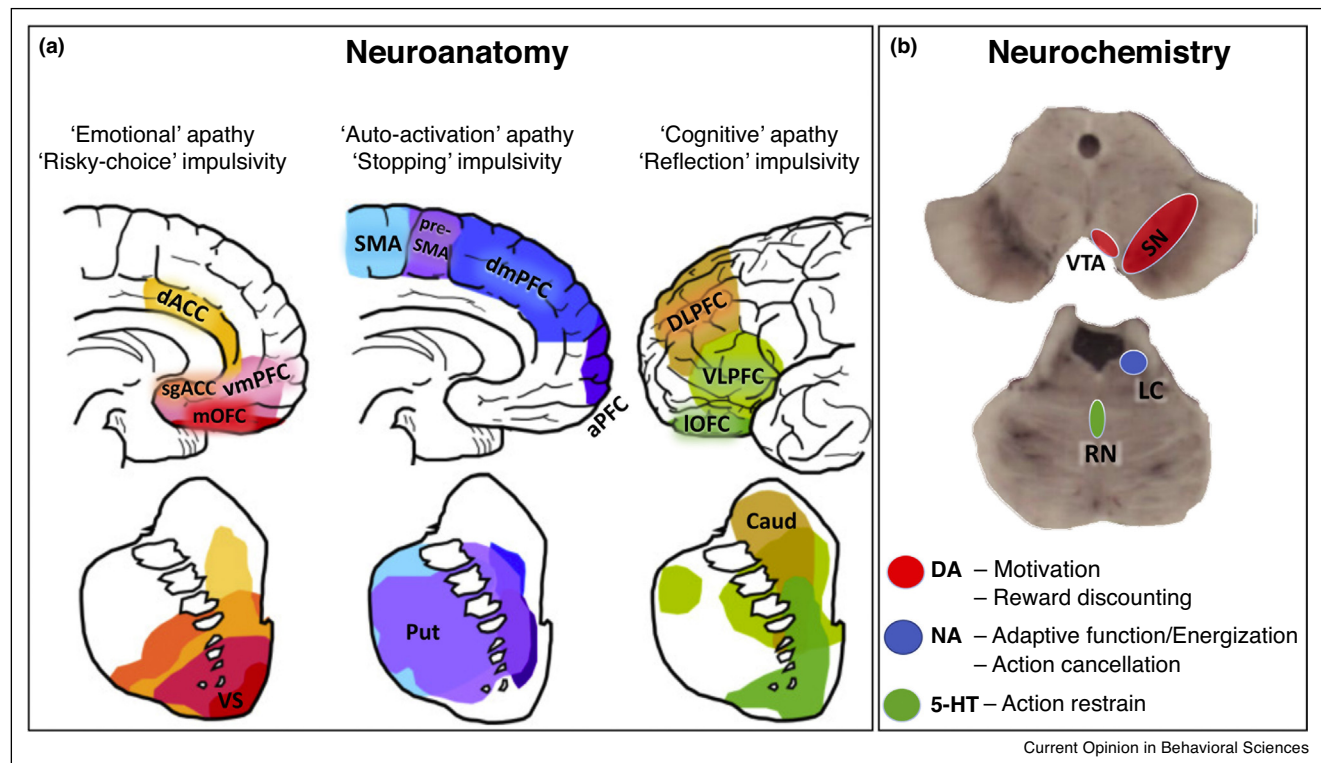 (a)
Neuroanatomy
'Emotional' apathy
'Risky-choice' impulsivity
'Auto-activation' apathy
'Stopping' impulsivity
'Cognitive' apathy
'Reflection' impulsivity
dACC
sgACC
vmPFC
mOFC
SMA
pre-
SMA
dmPFC
aPFC
DLPFC
VLPFC
lOFC
VS
Put
Caud
(b)
Neurochemistry
VTA
SN
LC
RN
DA – Motivation
– Reward discounting
NA – Adaptive function/Energization
– Action cancellation
5-HT – Action restrain
Current Opinion in Behavioral Sciences